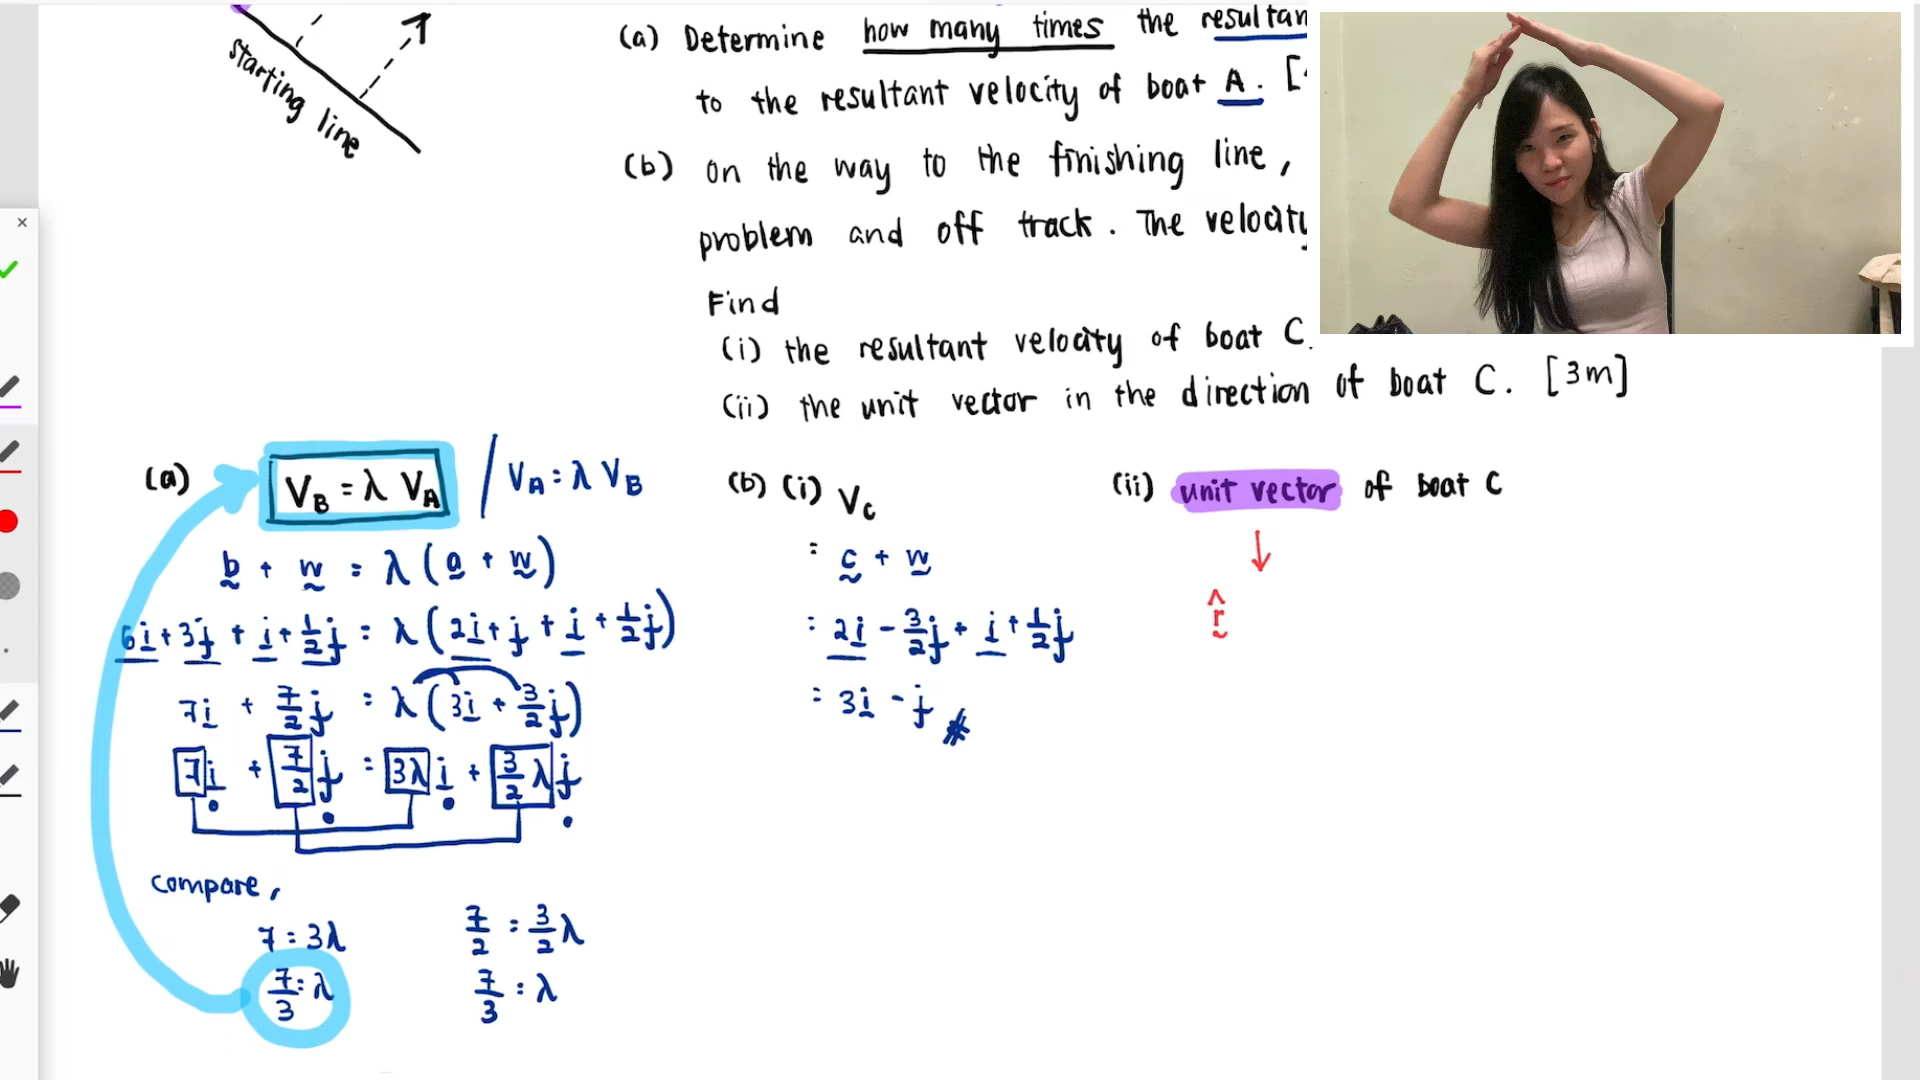 starting line
(a) Determine how many times the resultan
to the resultant velocity of boat A. [
(b) on the way to the finishing line,
problem and off track. The velocity
Find
(i) the resultant velocity of boat C.
(ii) the unit vector in the direction of boat C. [3m]
(a) V_B = λ V_A / V_A = λ V_B
b + w = λ(a + w)
6i + 3j + i + 1/2 j = λ(2i + j + i + 1/2 j)
7i + 7/2 j = λ(3i + 3/2 j)
7i + 7/2 j = 3λ i + 3/2 λ j
compare,
7 = 3λ
7/3 = λ
7/2 = 3/2 λ
7/3 = λ
(b) (i) V_C
= c + w
= 2i - 3/2 j + i + 1/2 j
= 3i - j #
(ii) unit vector of boat C
↓
r̂